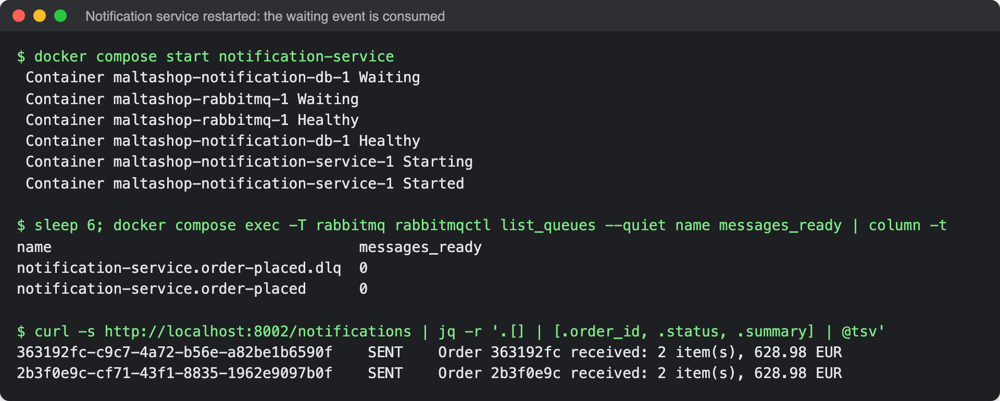 Notification service restarted: the waiting event is consumed
$ docker compose start notification-service
Container maltashop-notification-db-1 Waiting
Container maltashop-rabbitmq-1 Waiting
Container maltashop-rabbitmq-1 Healthy
Container maltashop-notification-db-1 Healthy
Container maltashop-notification-service-1 Starting
Container maltashop-notification-service-1 Started
$ sleep 6; docker compose exec -T rabbitmq rabbitmqctl list_queues --quiet name messages_ready | column -t
name messages_ready
notification-service.order-placed.dlq 0
notification-service.order-placed 0
$ curl -s http://localhost:8002/notifications | jq -r '.[] | [.order_id, .status, .summary] | @tsv'
363192fc-c9c7-4a72-b56e-a82be1b6590f SENT Order 363192fc received: 2 item(s), 628.98 EUR
2b3f0e9c-cf71-43f1-8835-1962e9097b0f SENT Order 2b3f0e9c received: 2 item(s), 628.98 EUR